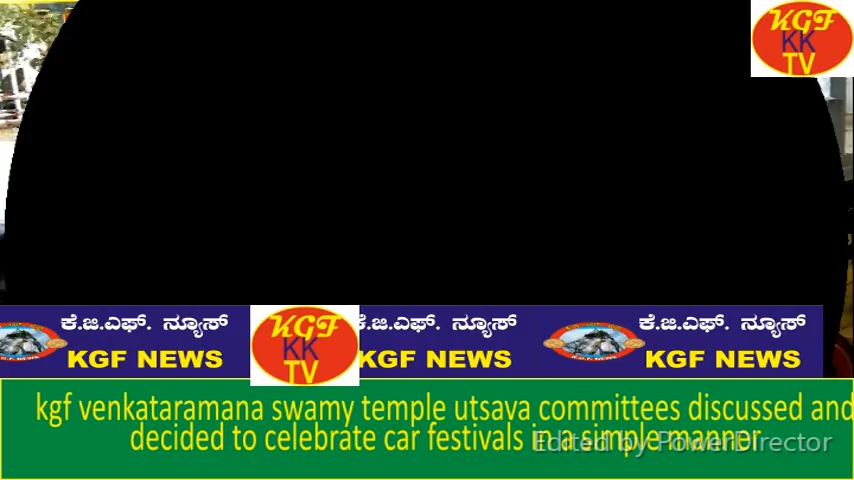 KGF
KK
TV
ಕೆ.ಜಿ.ಎಫ್. ನ್ಯೂಸ್
KGF NEWS
KGF
KK
TV
ಕೆ.ಜಿ.ಎಫ್. ನ್ಯೂಸ್
KGF NEWS
ಕೆ.ಜಿ.ಎಫ್. ನ್ಯೂಸ್
KGF NEWS
kgf venkataramana swamy temple utsava committees discussed and
decided to celebrate car festivals in a simple manner
Edited by PowerDirector